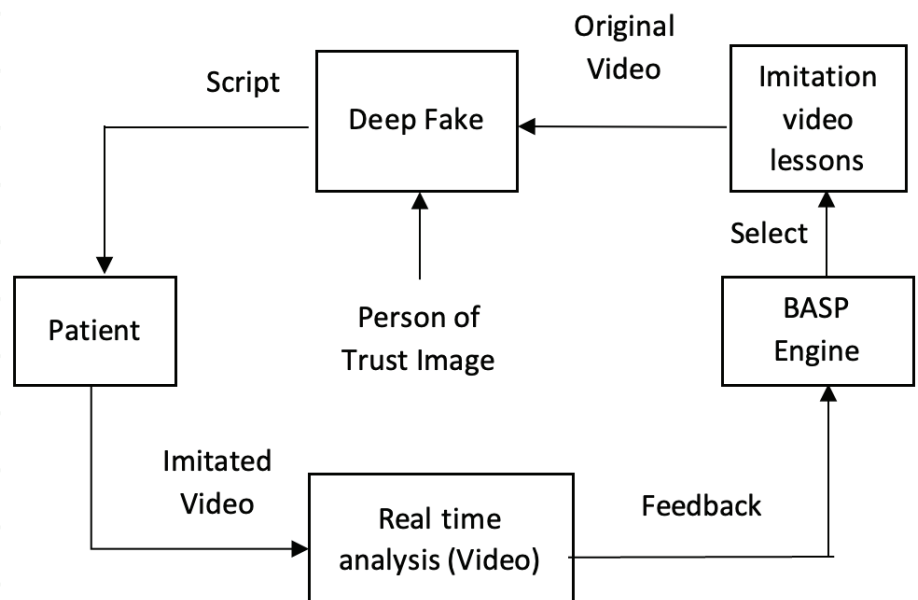 Original
Video
Script
Deep Fake
Imitation
video
lessons
Select
Patient
Person of
Trust Image
BASP
Engine
Imitated
Video
Real time
analysis (Video)
Feedback